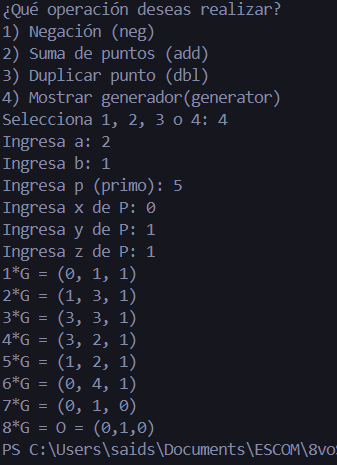 ¿Qué operación deseas realizar?
1) Negación (neg)
2) Suma de puntos (add)
3) Duplicar punto (dbl)
4) Mostrar generador(generator)
Selecciona 1, 2, 3 o 4: 4
Ingresa a: 2
Ingresa b: 1
Ingresa p (primo): 5
Ingresa x de P: 0
Ingresa y de P: 1
Ingresa z de P: 1
1*G = (0, 1, 1)
2*G = (1, 3, 1)
3*G = (3, 3, 1)
4*G = (3, 2, 1)
5*G = (1, 2, 1)
6*G = (0, 4, 1)
7*G = (0, 1, 0)
8*G = O = (0,1,0)
PS C:\Users\saids\Documents\ESCOM\8vos